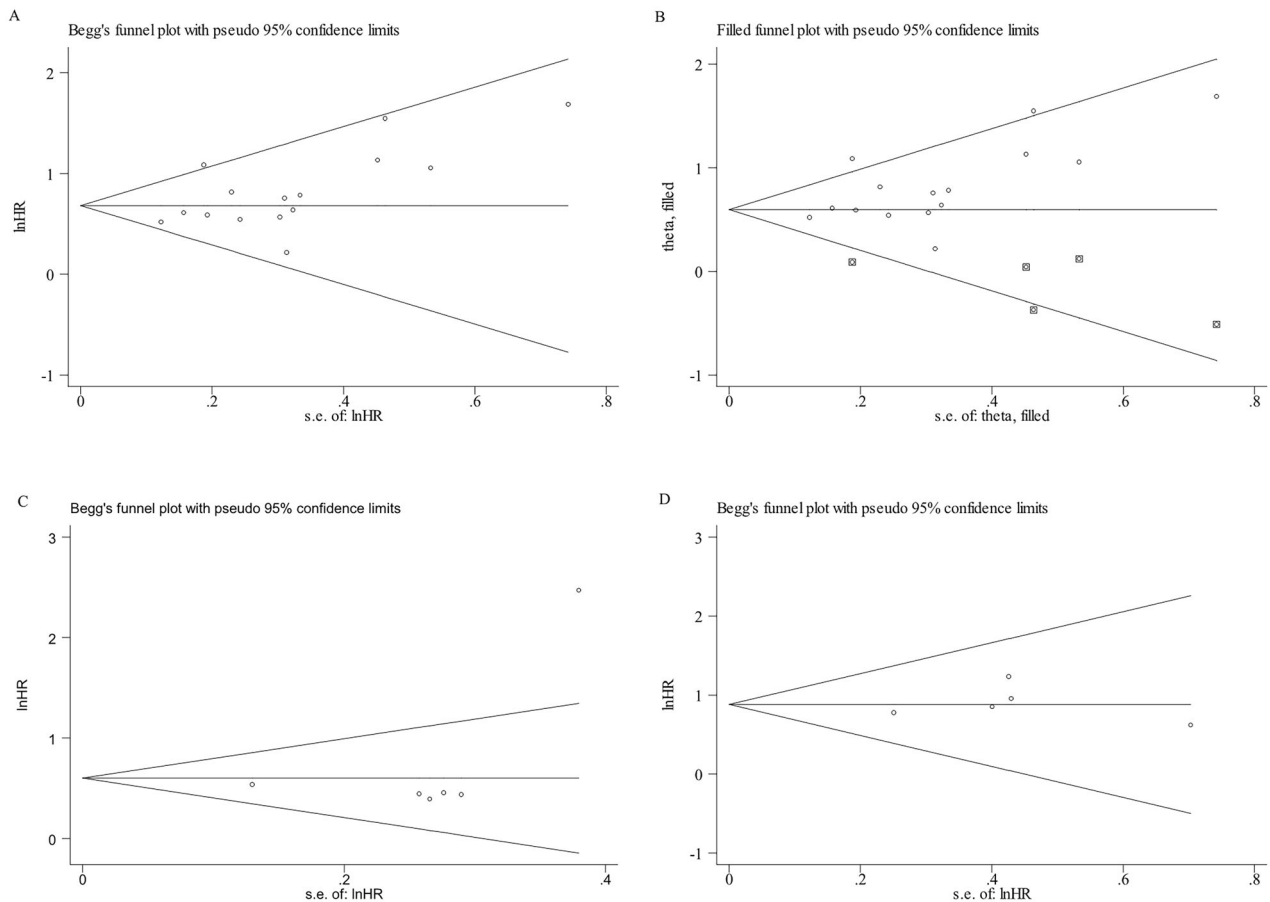 A
Begg's funnel plot with pseudo 95% confidence limits
2
1
0
-1
lnHR
0 .2 .4 .6 .8
s.e. of: lnHR
B
Filled funnel plot with pseudo 95% confidence limits
2
1
0
-1
theta, filled
0 .2 .4 .6 .8
s.e. of: theta, filled
C
Begg's funnel plot with pseudo 95% confidence limits
3
2
1
0
lnHR
0 .2 .4
s.e. of: lnHR
D
Begg's funnel plot with pseudo 95% confidence limits
3
2
1
0
-1
lnHR
0 .2 .4 .6 .8
s.e. of: lnHR